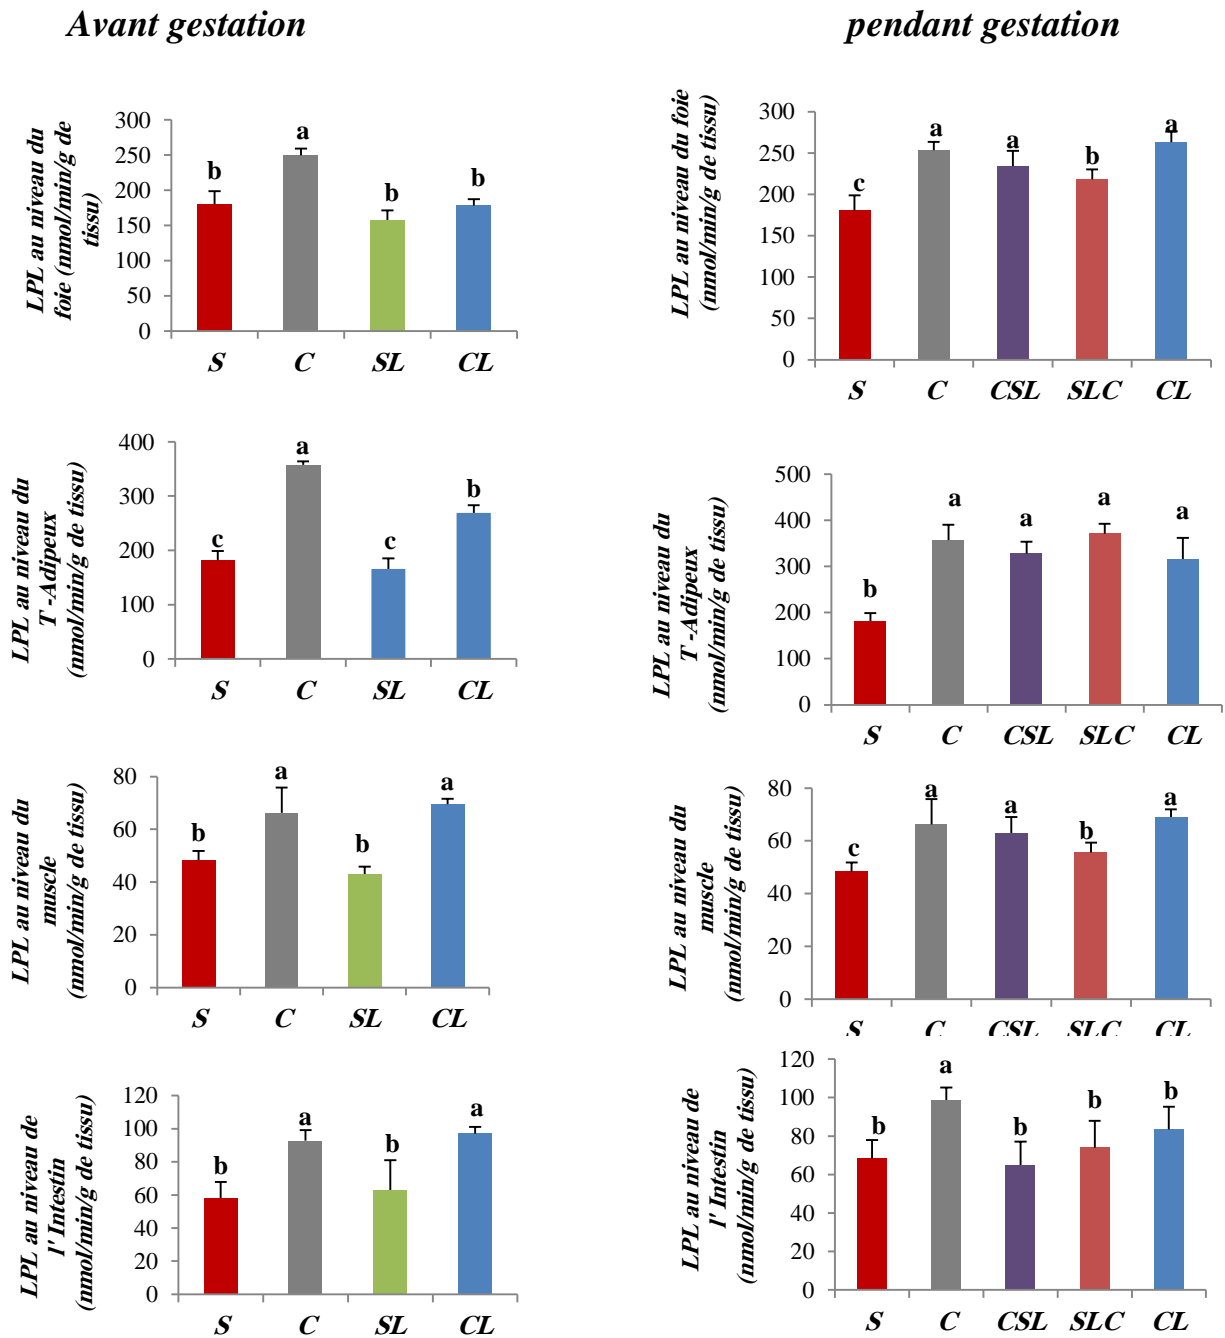 Avant gestation
pendant gestation
LPL au niveau du
foie (nmol/min/g de
tissu)
300
250
200
150
100
50
0
b
a
b
b
S C SL CL
LPL au niveau du foie
(nmol/min/g de tissu)
300
250
200
150
100
50
0
c
a
a
b
a
S C CSL SLC CL
LPL au niveau du
T -Adipeux
(nmol/min/g de tissu)
400
300
200
100
0
c
a
c
b
S C SL CL
LPL au niveau du
T -Adipeux
(nmol/min/g de tissu)
500
400
300
200
100
0
b
a
a
a
a
S C CSL SLC CL
LPL au niveau du
muscle
(nmol/min/g de tissu)
80
60
40
20
0
b
a
b
a
S C SL CL
LPL au niveau du
muscle
(nmol/min/g de tissu)
80
60
40
20
0
c
a
a
b
a
S C CSL SLC CL
LPL au niveau de
l' Intestin
(nmol/min/g de tissu)
120
100
80
60
40
20
0
b
a
b
a
S C SL CL
LPL au niveau de
l' Intestin
(nmol/min/g de tissu)
120
100
80
60
40
20
0
b
a
b
b
b
S C CSL SLC CL